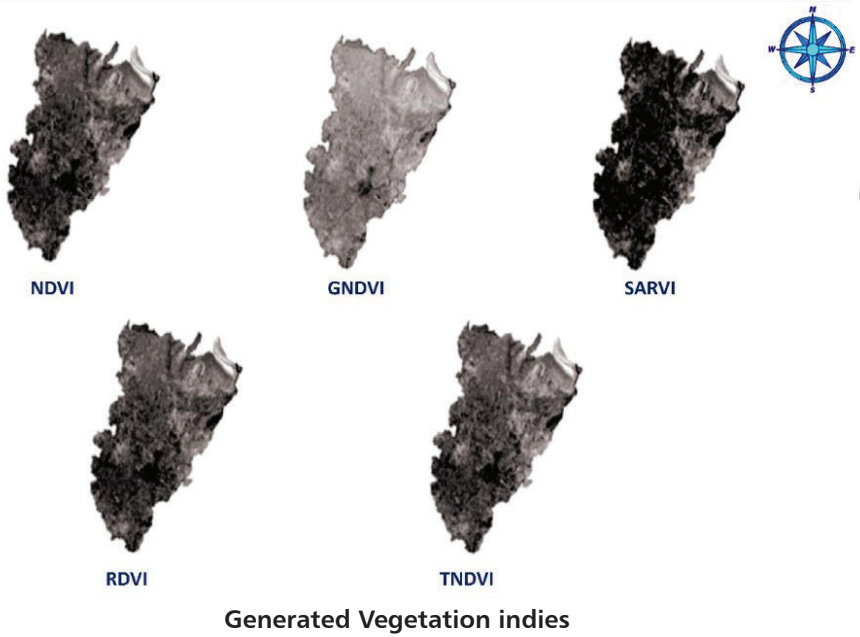 N
W E
S
NDVI
GNDVI
SARVI
RDVI
TNDVI
Generated Vegetation indies